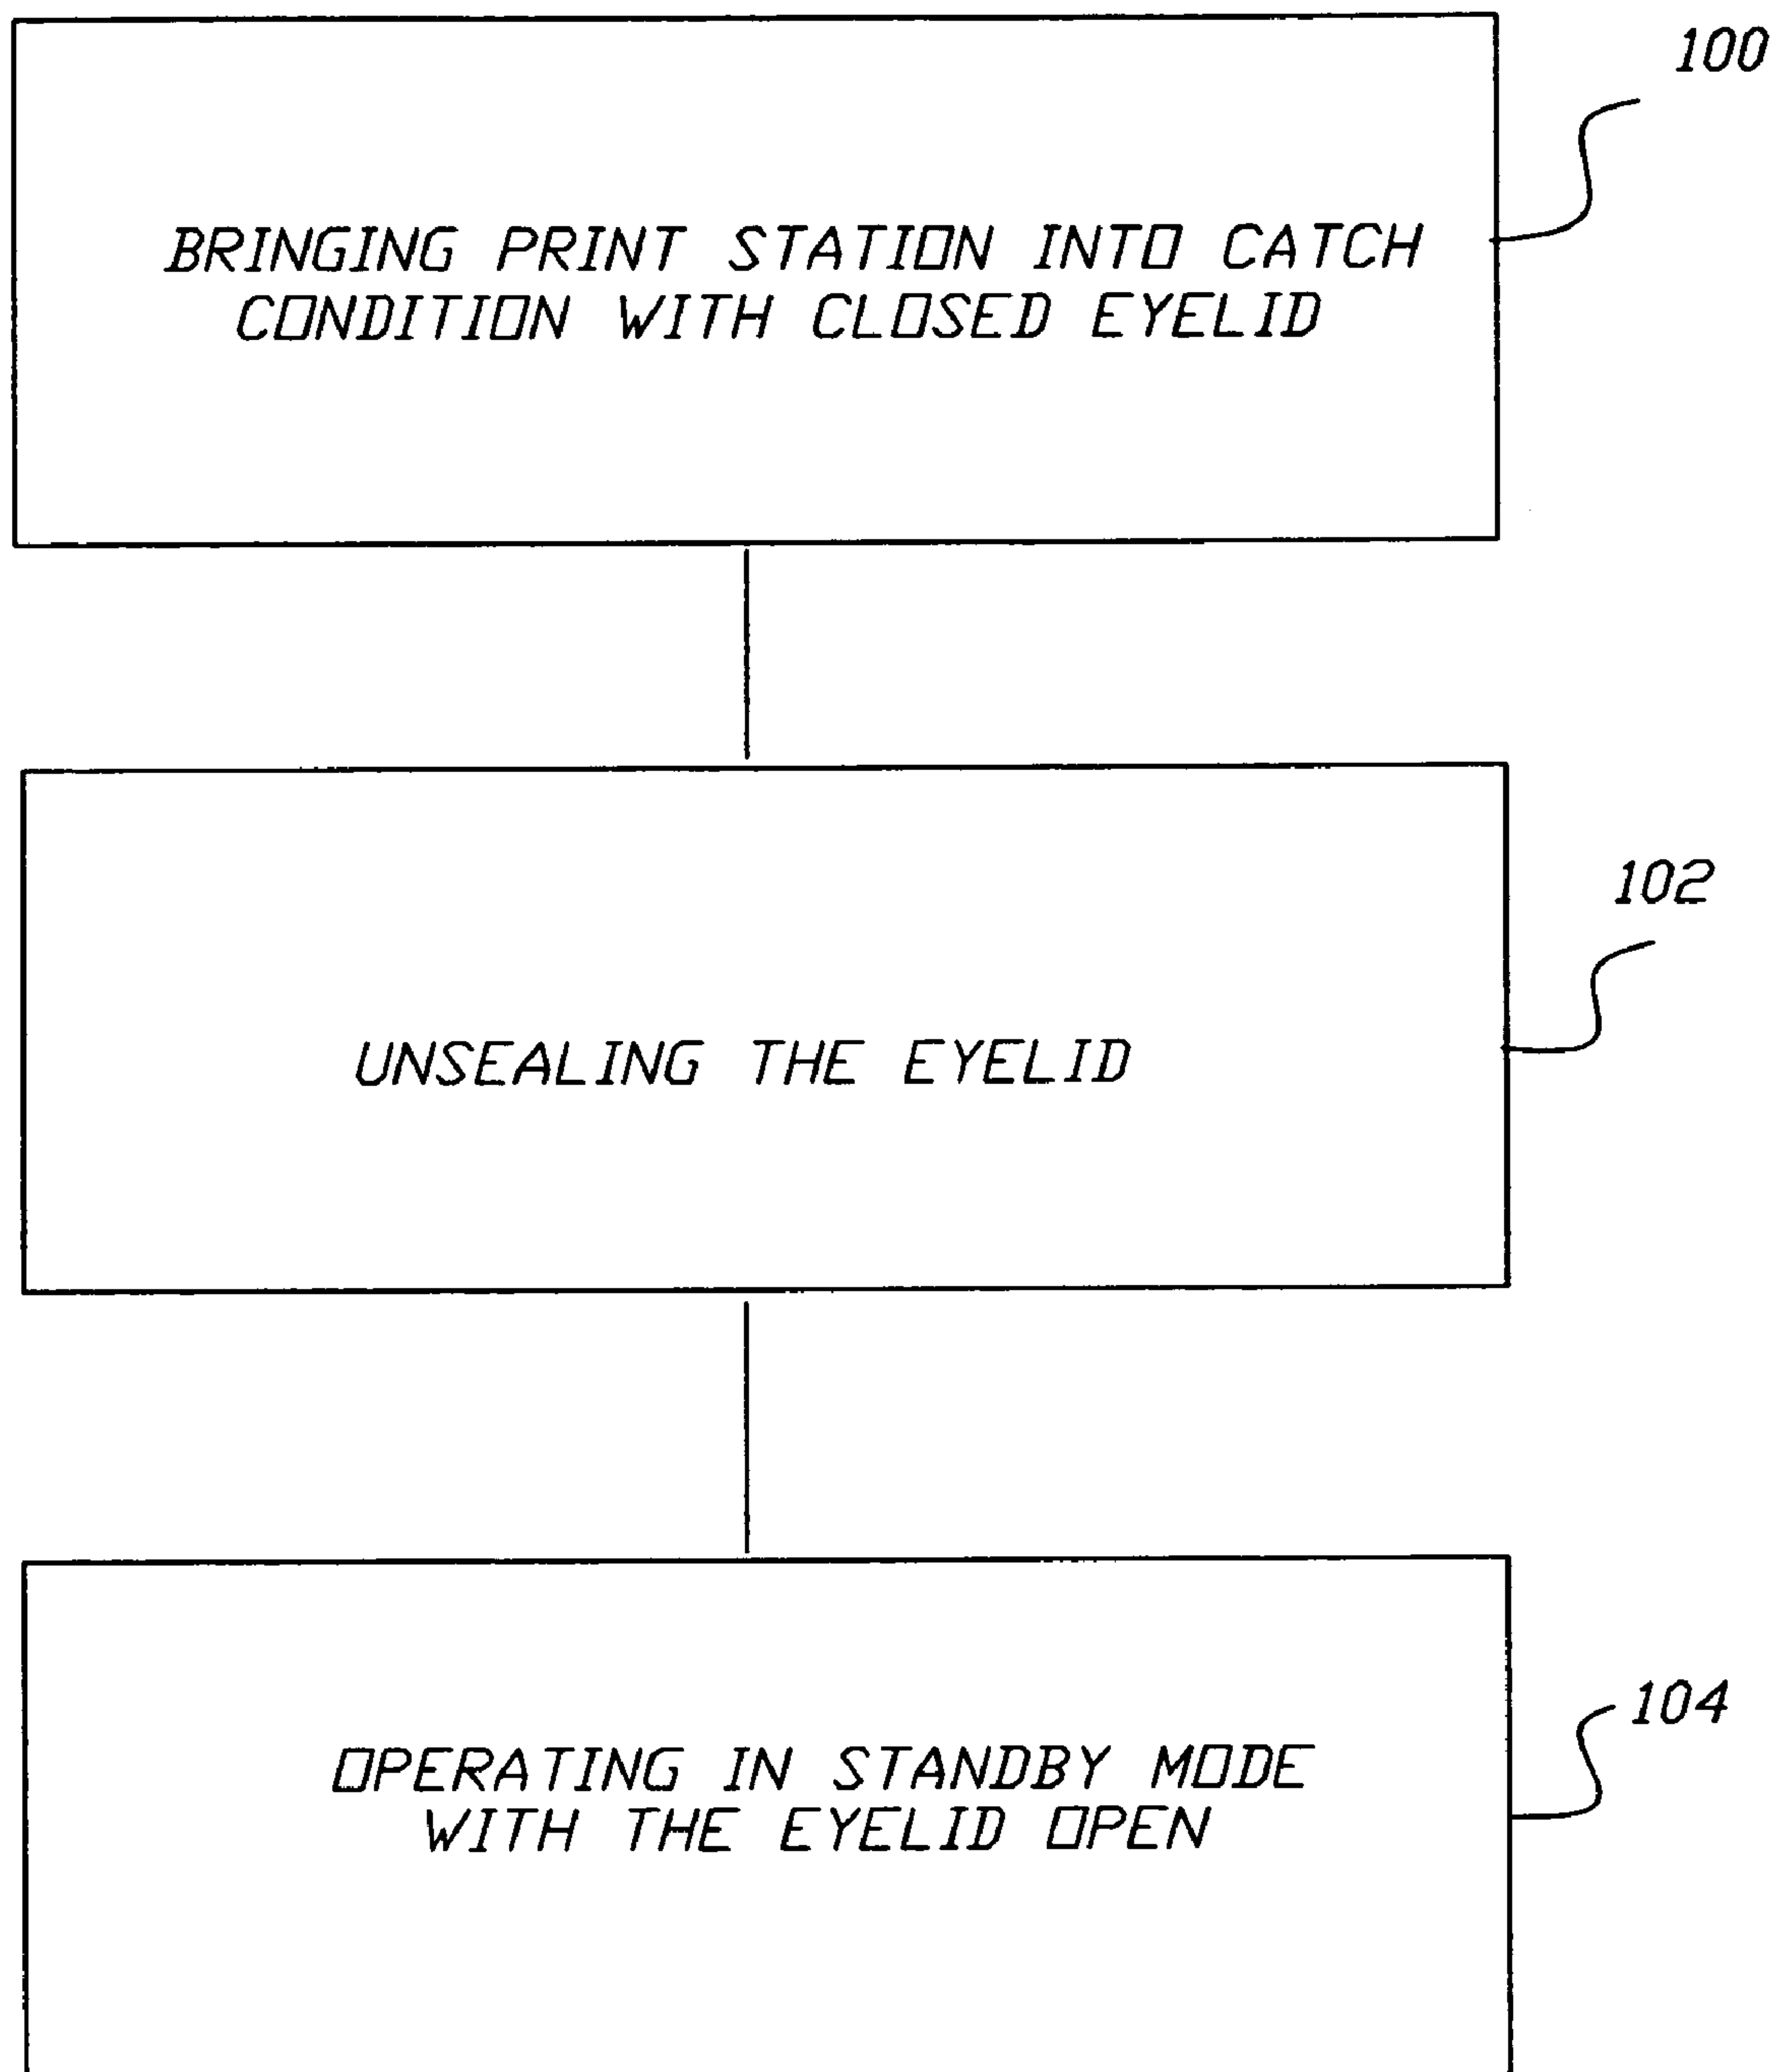 100
BRINGING PRINT STATION INTO CATCH
CONDITION WITH CLOSED EYELID
102
UNSEALING THE EYELID
104
OPERATING IN STANDBY MODE
WITH THE EYELID OPEN